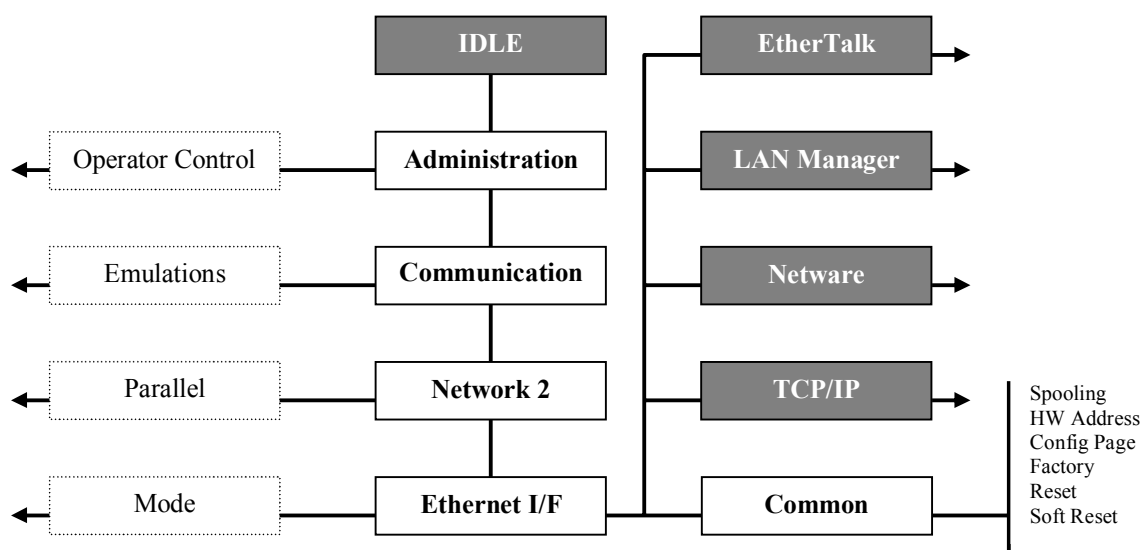 IDLE
EtherTalk
Operator Control
Administration
LAN Manager
Emulations
Communication
Netware
Parallel
Network 2
TCP/IP
Mode
Ethernet I/F
Common
Spooling
HW Address
Config Page
Factory
Reset
Soft Reset